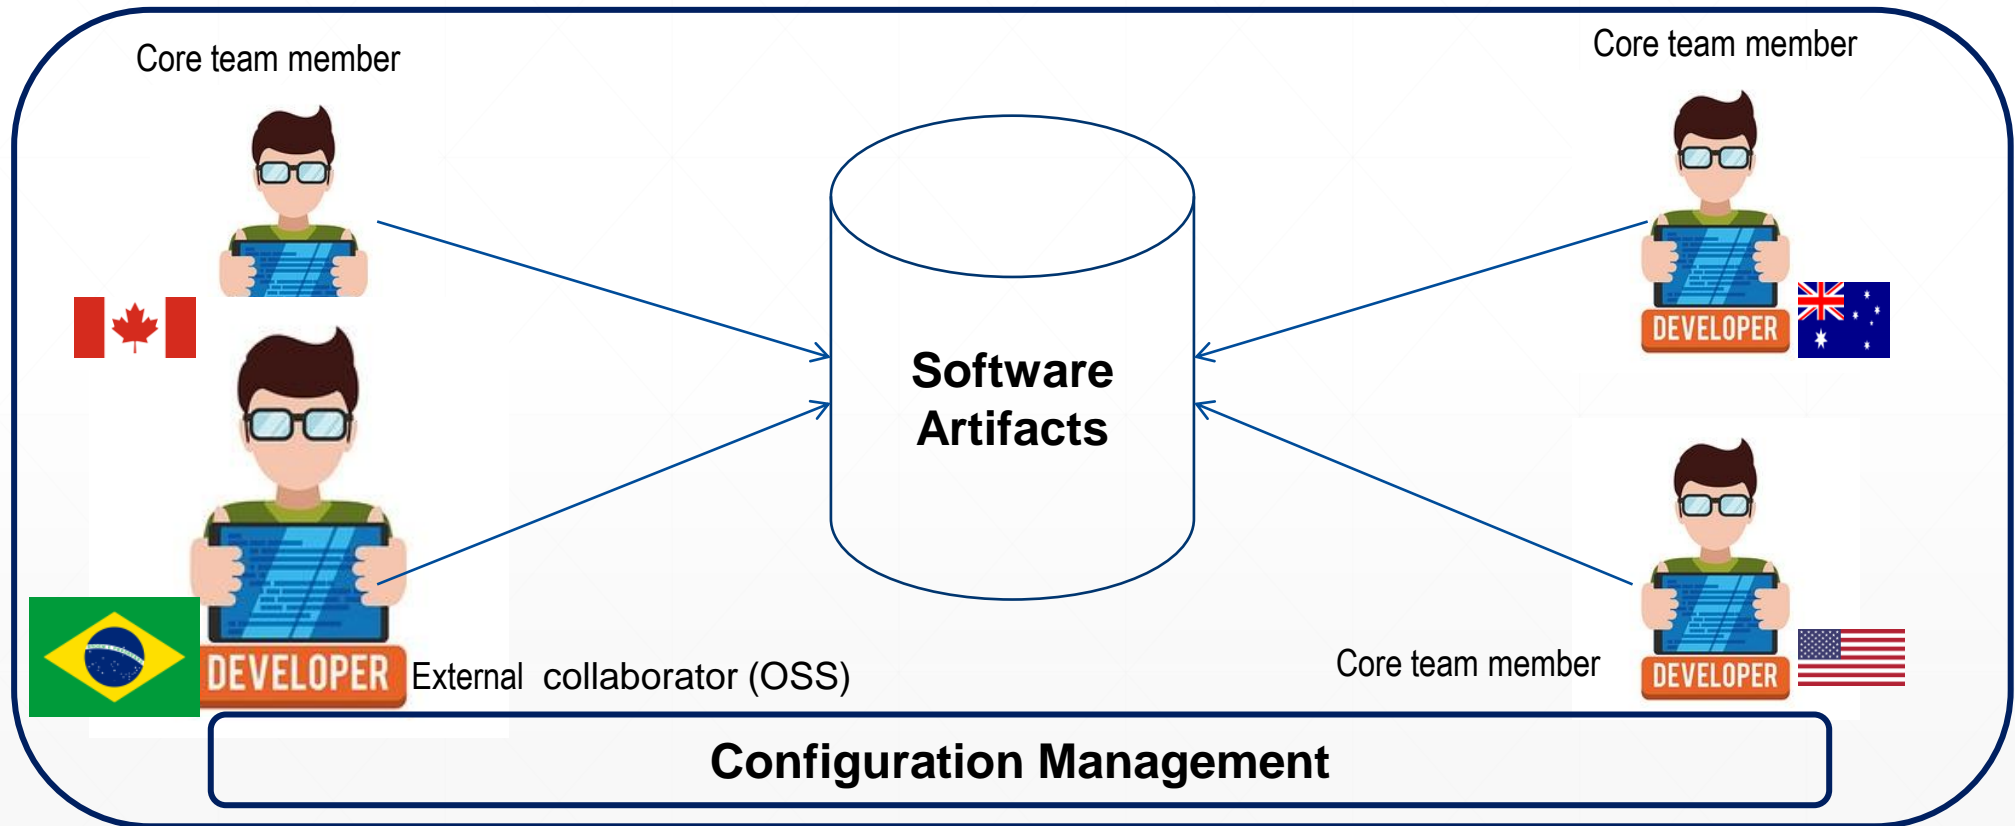 Core team member
Core team member
Software
Artifacts
DEVELOPER
DEVELOPER
External collaborator (OSS)
Core team member
DEVELOPER
Configuration Management